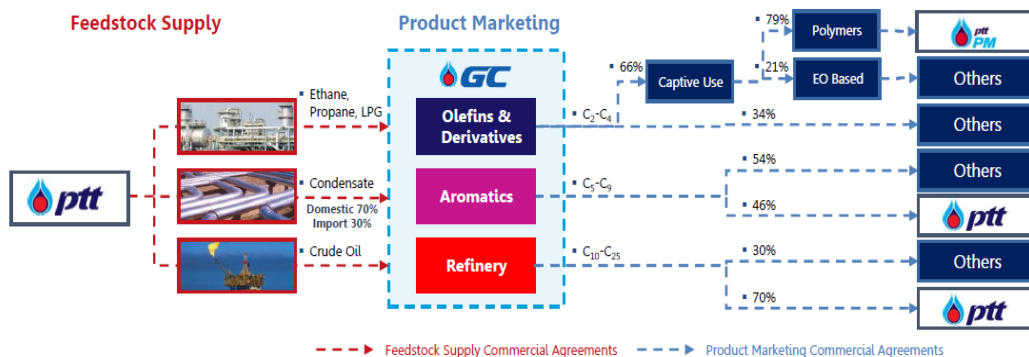 Feedstock Supply
Product Marketing
ptt
▪ Ethane,
Propane, LPG
▪ Condensate
Domestic 70%
Import 30%
▪ Crude Oil
GC
Olefins &
Derivatives
Aromatics
Refinery
▪ C₂-C₄
▪ C₅-C₉
▪ C₁₀-C₂₅
▪ 66%
Captive Use
▪ 79%
Polymers
ptt
PM
▪ 21%
EO Based
Others
▪ 34%
Others
▪ 54%
Others
▪ 46%
ptt
▪ 30%
Others
▪ 70%
ptt
Feedstock Supply Commercial Agreements
▪ Product Marketing Commercial Agreements